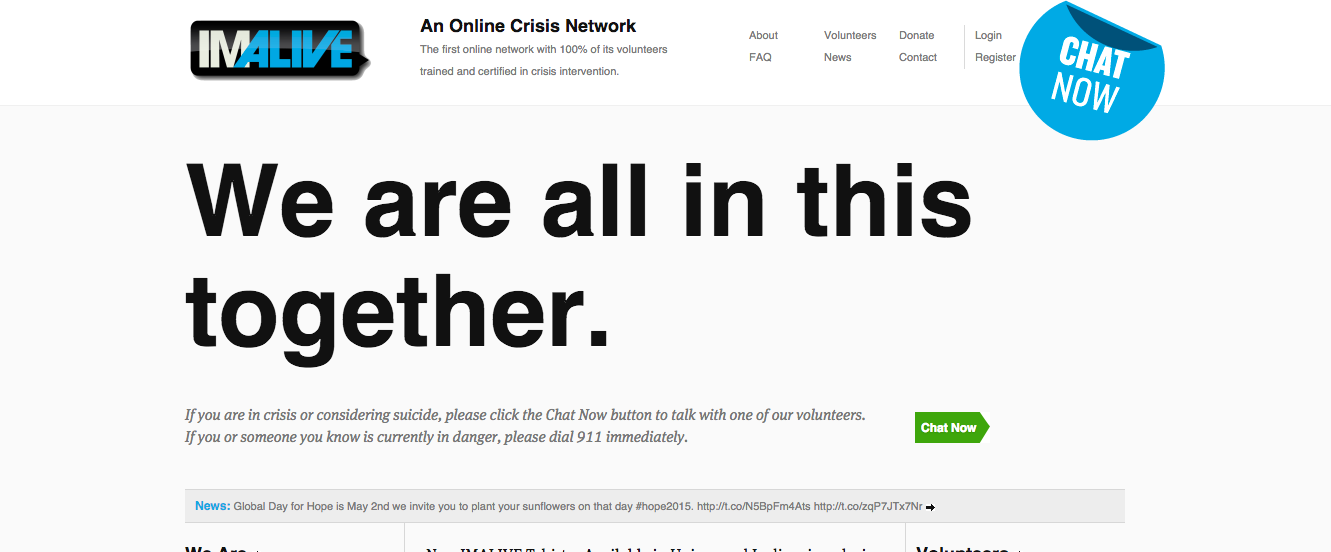 IMALIVE
An Online Crisis Network
The first online network with 100% of its volunteers
trained and certified in crisis intervention.
About Volunteers Donate Login
FAQ News Contact Register
CHAT
NOW
We are all in this
together.
If you are in crisis or considering suicide, please click the Chat Now button to talk with one of our volunteers.
If you or someone you know is currently in danger, please dial 911 immediately.
Chat Now
News: Global Day for Hope is May 2nd we invite you to plant your sunflowers on that day #hope2015. http://t.co/N5BpFm4Ats http://t.co/zqP7JTx7Nr
We Are
Volunteers